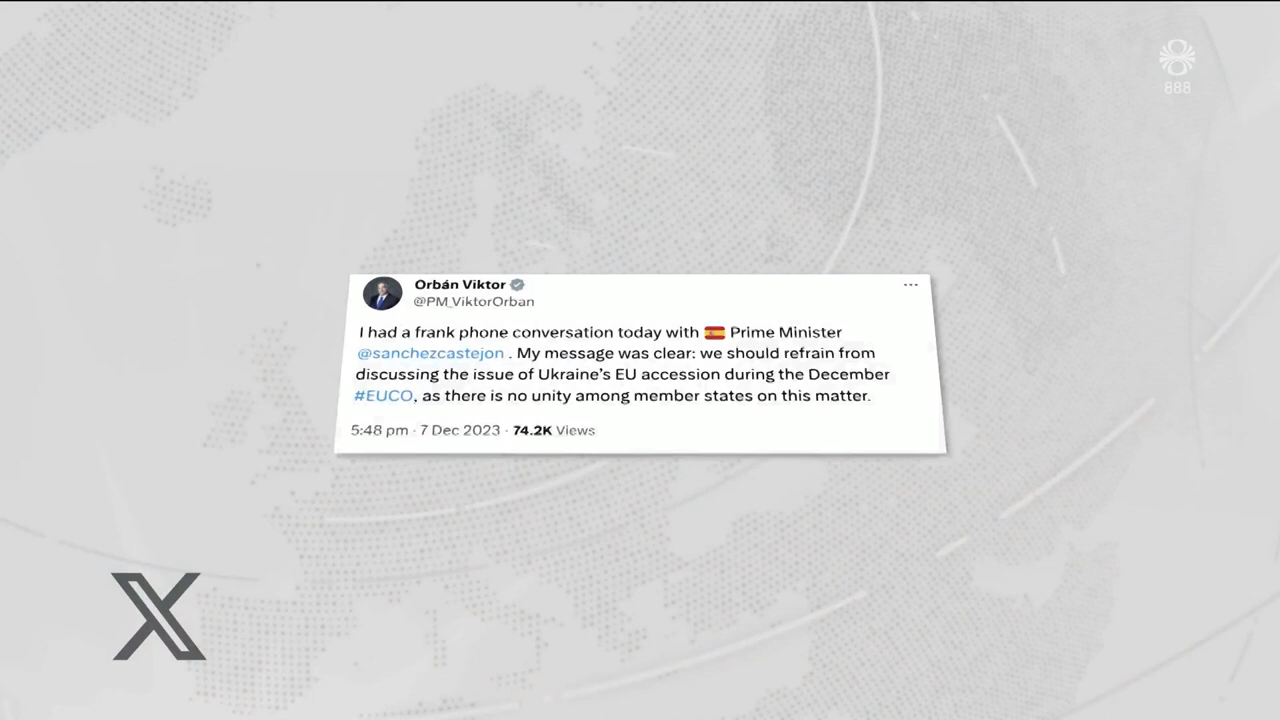 888
Orbán Viktor
@PM_ViktorOrban
I had a frank phone conversation today with 🇪🇸 Prime Minister
@sanchezcastejon . My message was clear: we should refrain from
discussing the issue of Ukraine’s EU accession during the December
#EUCO, as there is no unity among member states on this matter.
5:48 pm · 7 Dec 2023 · 74.2K Views
X